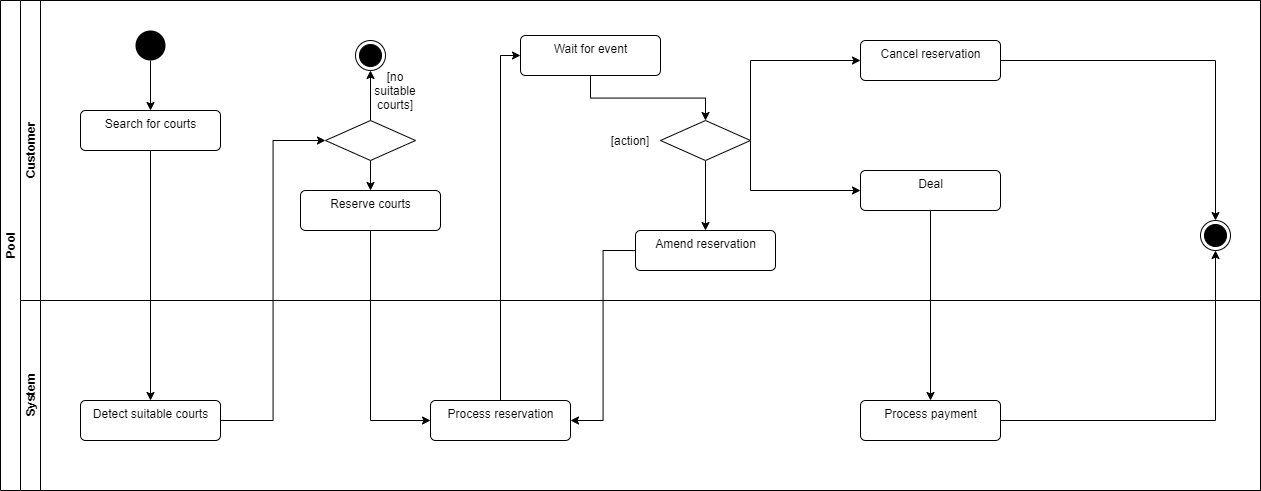 Pool
Customer
System
Search for courts
[no
suitable
courts]
Reserve courts
Wait for event
[action]
Amend reservation
Cancel reservation
Deal
Detect suitable courts
Process reservation
Process payment